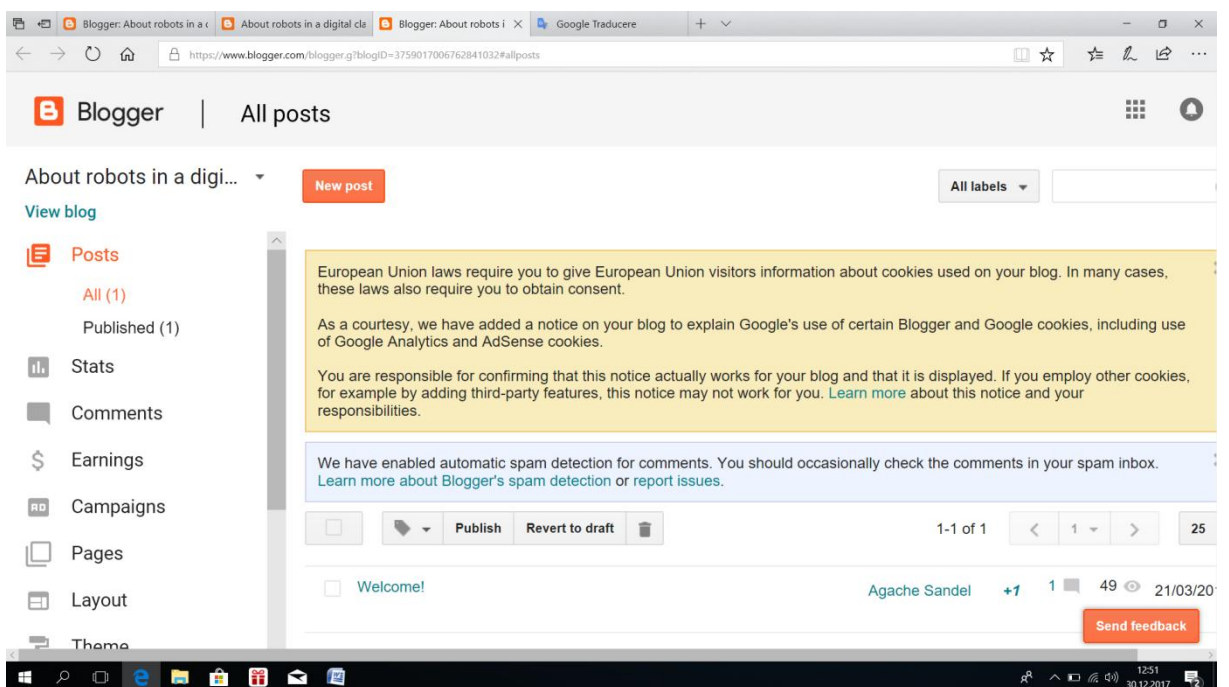 Blogger: About robots in a c
About robots in a digital cla
Blogger: About robots i
Google Traducere
https://www.blogger.com/blogger.g?blogID=3759017006762841032#allposts
Blogger | All posts
About robots in a digi...
View blog
New post
All labels
Posts
All (1)
Published (1)
Stats
Comments
Earnings
Campaigns
Pages
Layout
Theme
European Union laws require you to give European Union visitors information about cookies used on your blog. In many cases,
these laws also require you to obtain consent.
As a courtesy, we have added a notice on your blog to explain Google's use of certain Blogger and Google cookies, including use
of Google Analytics and AdSense cookies.
You are responsible for confirming that this notice actually works for your blog and that it is displayed. If you employ other cookies,
for example by adding third-party features, this notice may not work for you. Learn more about this notice and your
responsibilities.
We have enabled automatic spam detection for comments. You should occasionally check the comments in your spam inbox.
Learn more about Blogger's spam detection or report issues.
Publish Revert to draft 1-1 of 1 1 25
Welcome! Agache Sandel +1 1 49 21/03/20
Send feedback
12:51
30.12.2017